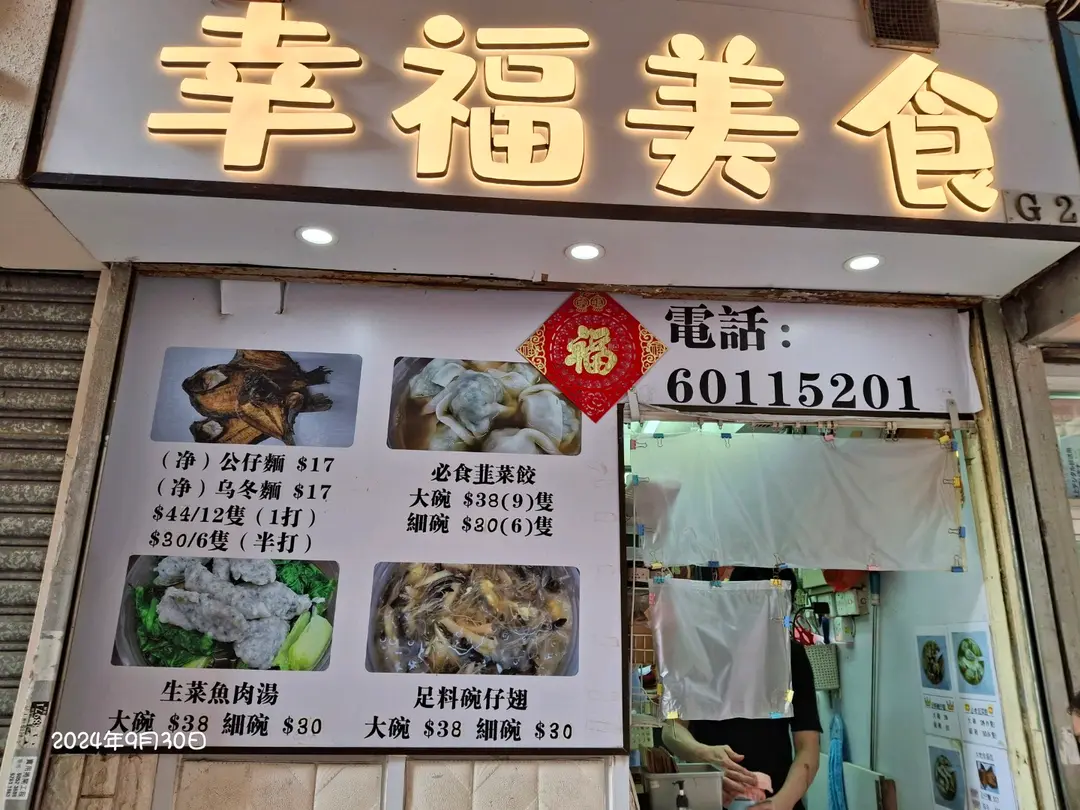 幸福美食
G 2
福
電話：
60115201
（净）公仔麵 $17
（净）乌冬麵 $17
$44/12隻（1打）
$30/6隻（半打）
必食韮菜餃
大碗 $38(9)隻
細碗 $30(6)隻
生菜魚肉湯
大碗 $38 細碗 $30
足料碗仔翅
大碗 $38 細碗 $30
2024年9月30日